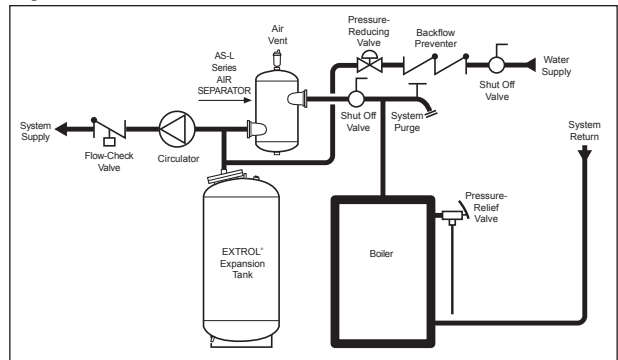 Air
Vent
Pressure-
Reducing
Valve
Backflow
Preventer
AS-L
Series
AIR
SEPARATOR
Shut Off
Valve
Water
Supply
System
Supply
Flow-Check
Valve
Circulator
Shut Off
Valve
System
Purge
System
Return
EXTROL®
Expansion
Tank
Boiler
Pressure-
Relief
Valve